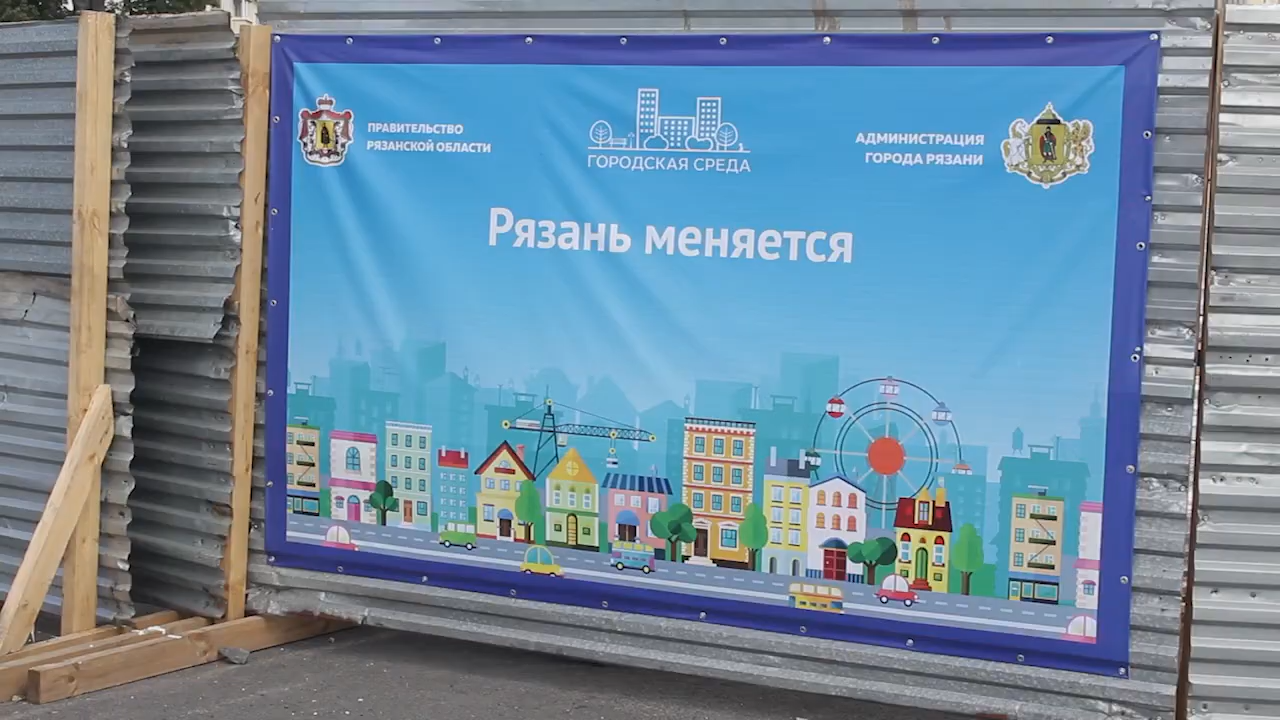 ПРАВИТЕЛЬСТВО
РЯЗАНСКОЙ ОБЛАСТИ
ГОРОДСКАЯ СРЕДА
АДМИНИСТРАЦИЯ
ГОРОДА РЯЗАНИ
Рязань меняется